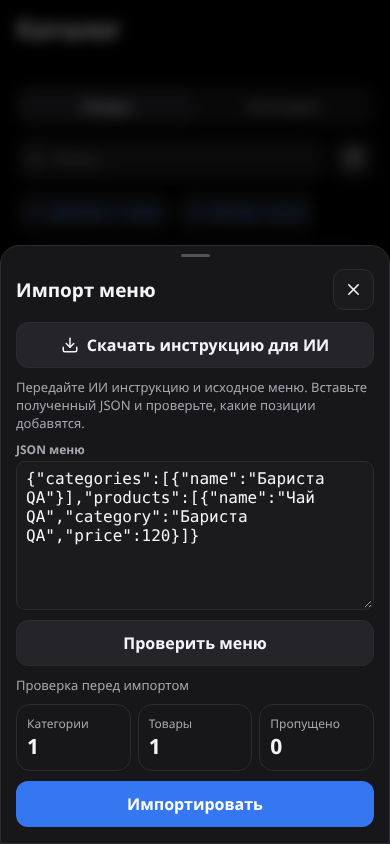 Каталог
Импорт меню
Скачать инструкцию для ИИ
Передайте ИИ инструкцию и исходное меню. Вставьте
полученный JSON и проверьте, какие позиции
добавятся.
JSON меню
{"categories":[{"name":"Бариста
QA"}],"products":[{"name":"Чай
QA","category":"Бариста
QA","price":120}]}
Проверить меню
Проверка перед импортом
Категории
Товары
Пропущено
1
1
0
Импортировать